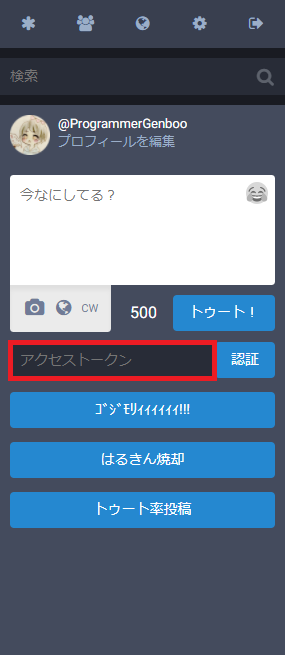 検索
@ProgrammerGenboo
プロフィールを編集
今なにしてる？
CW
500
トゥート！
アクセストークン
認証
ｺﾞｼﾞﾓﾘｨｨｨｨｨｨ!!!
はるきん焼却
トゥート率投稿